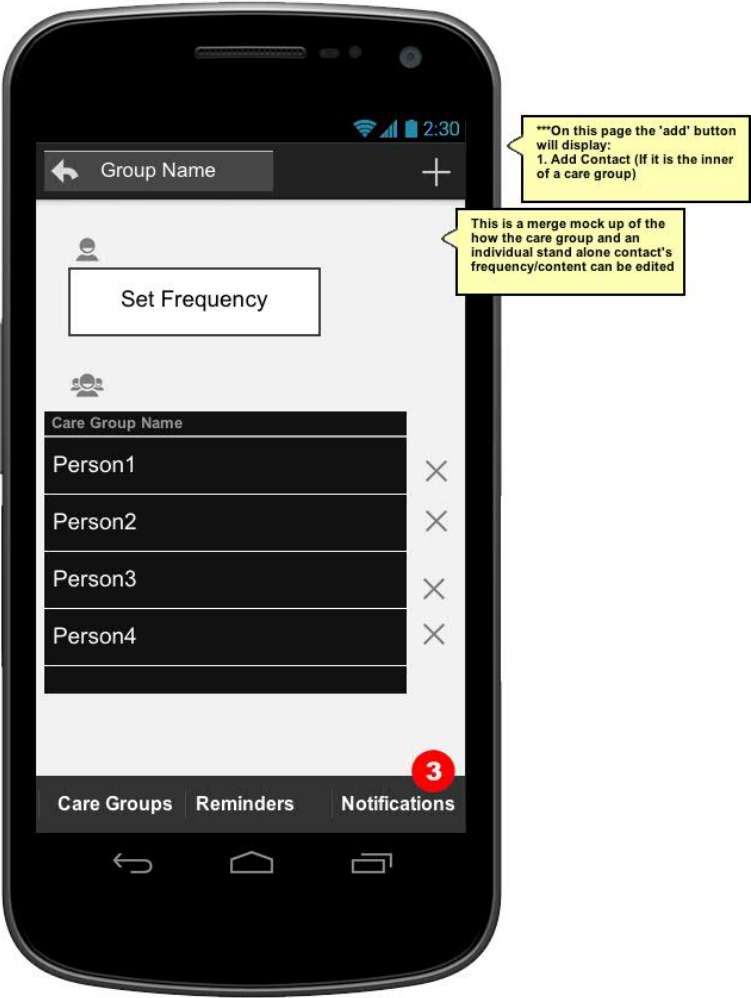 2:30
***On this page the 'add' button
will display:
1. Add Contact (If it is the inner
of a care group)
Group Name
This is a merge mock up of the
how the care group and an
individual stand alone contact's
frequency/content can be edited
Set Frequency
Care Group Name
Person1
Person2
Person3
Person4
3
Care Groups Reminders Notifications